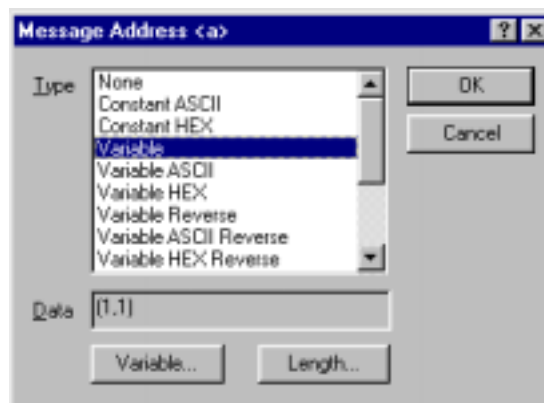 Message Address <a>
Type
None
Constant ASCII
Constant HEX
Variable
Variable ASCII
Variable HEX
Variable Reverse
Variable ASCII Reverse
Variable HEX Reverse
OK
Cancel
Data (1.1)
Variable... Length...